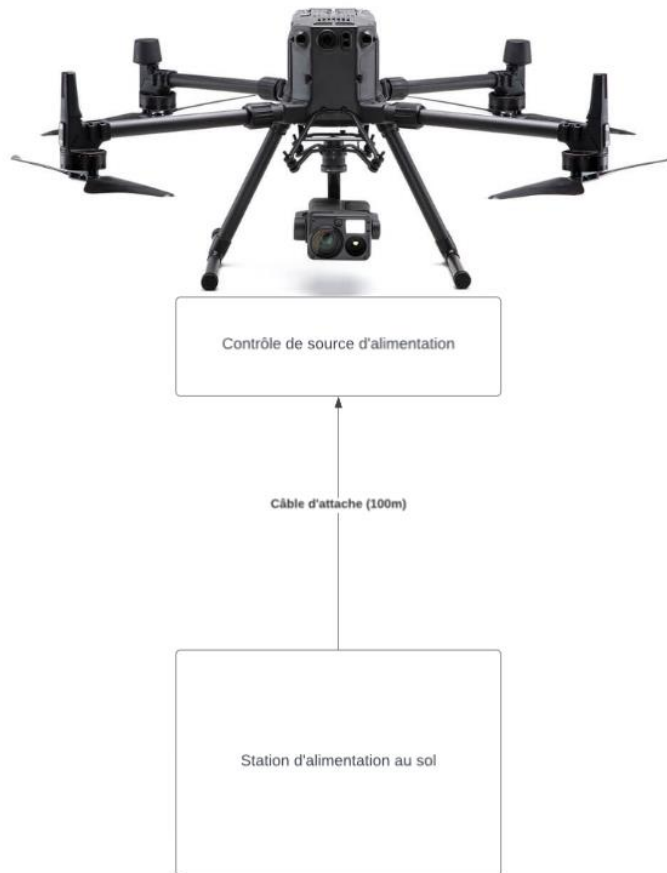 Contrôle de source d'alimentation
Câble d'attache (100m)
Station d'alimentation au sol